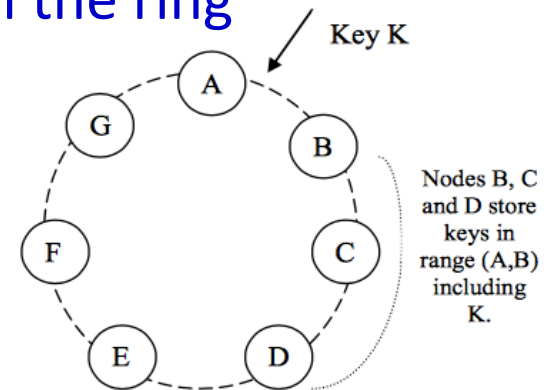 the ring
Key K
A
B
C
D
E
F
G
Nodes B, C
and D store
keys in
range (A,B)
including
K.